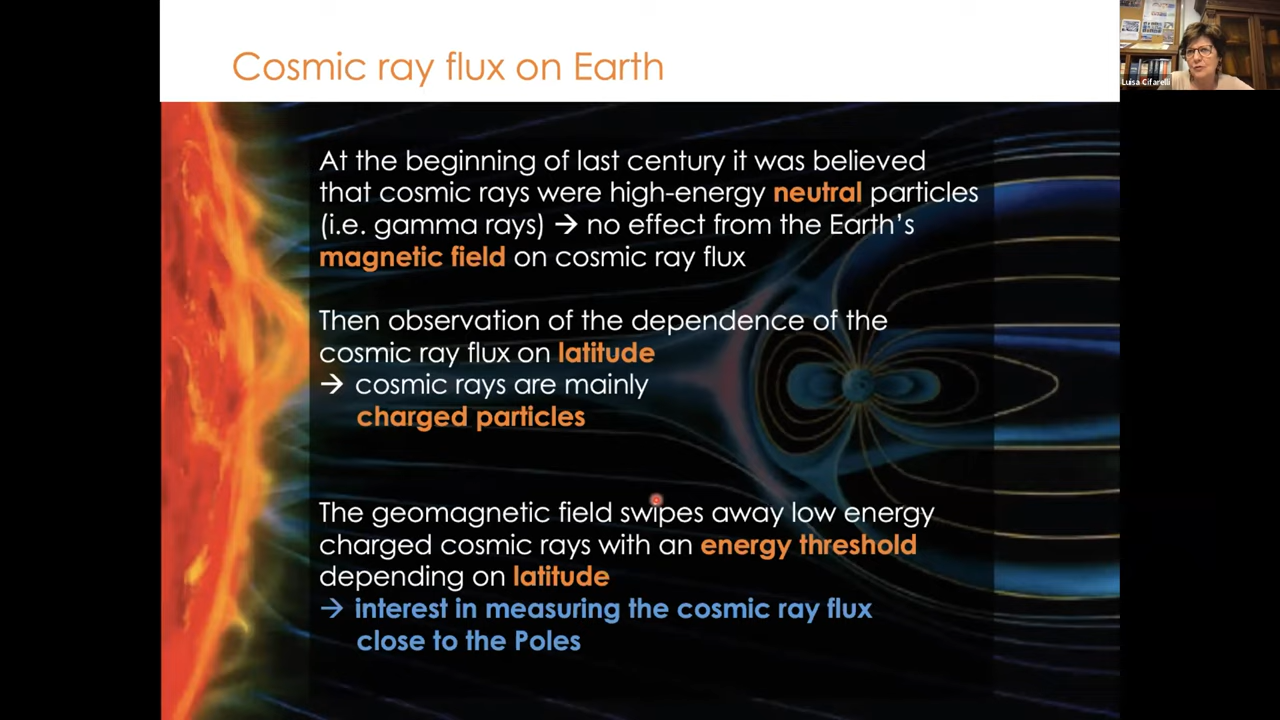 Cosmic ray flux on Earth
Luisa Cifarelli
At the beginning of last century it was believed
that cosmic rays were high-energy neutral particles
(i.e. gamma rays) → no effect from the Earth’s
magnetic field on cosmic ray flux
Then observation of the dependence of the
cosmic ray flux on latitude
→ cosmic rays are mainly
charged particles
The geomagnetic field swipes away low energy
charged cosmic rays with an energy threshold
depending on latitude
→ interest in measuring the cosmic ray flux
close to the Poles